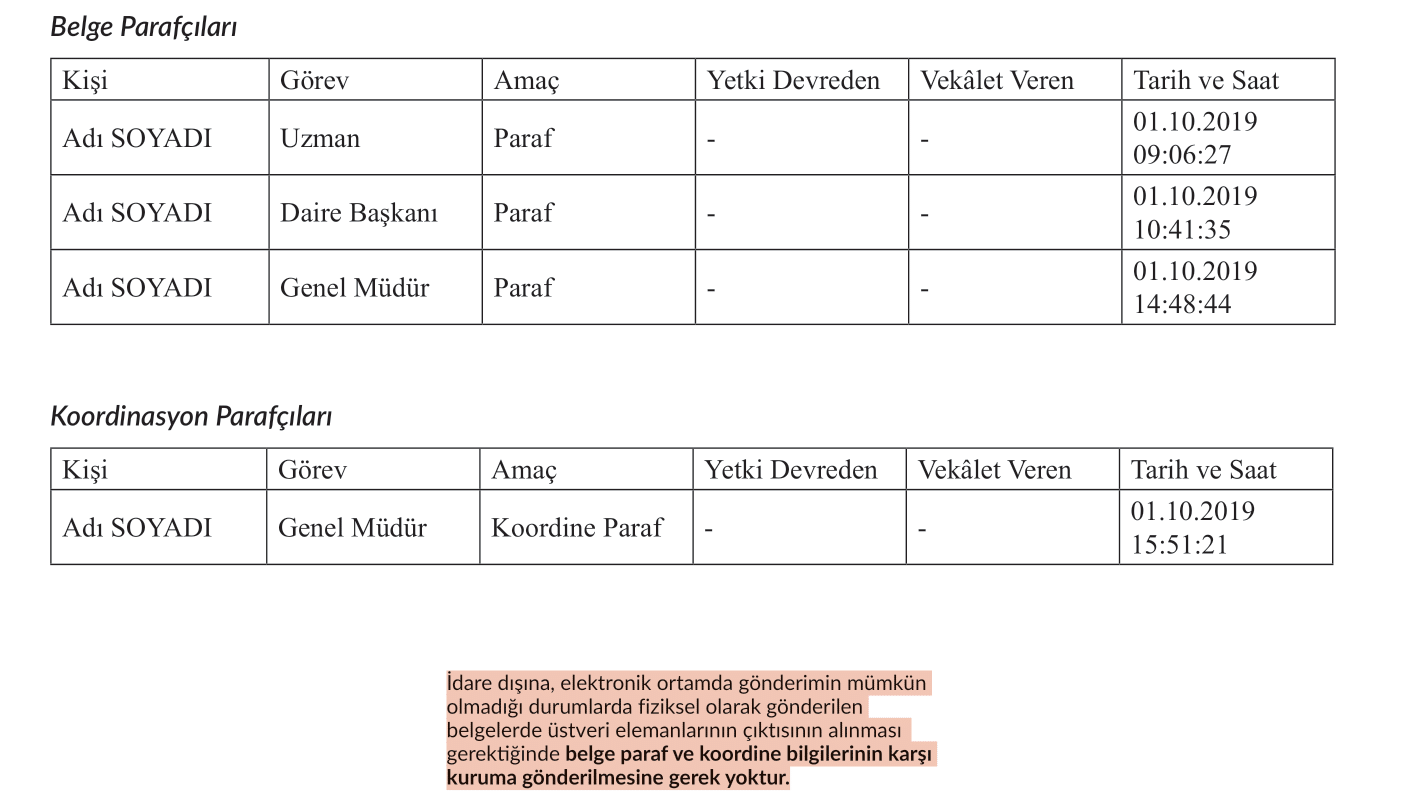 Belge Parafçıları
Kişi Görev Amaç Yetki Devreden Vekâlet Veren Tarih ve Saat
Adı SOYADI Uzman Paraf - - 01.10.2019
09:06:27
Adı SOYADI Daire Başkanı Paraf - - 01.10.2019
10:41:35
Adı SOYADI Genel Müdür Paraf - - 01.10.2019
14:48:44
Koordinasyon Parafçıları
Kişi Görev Amaç Yetki Devreden Vekâlet Veren Tarih ve Saat
Adı SOYADI Genel Müdür Koordine Paraf - - 01.10.2019
15:51:21
İdare dışına, elektronik ortamda gönderimin mümkün
olmadığı durumlarda fiziksel olarak gönderilen
belgelerde üstveri elemanlarının çıktısının alınması
gerektiğinde belge paraf ve koordine bilgilerinin karşı
kuruma gönderilmesine gerek yoktur.